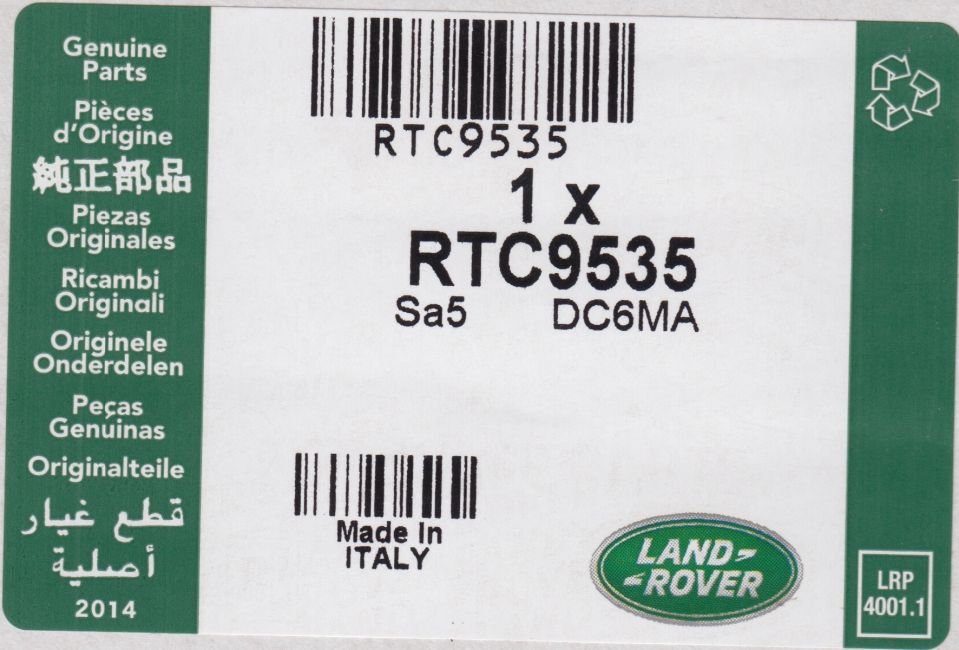 Genuine
Parts
Pièces
d'Origine
純正部品
Piezas
Originales
Ricambi
Originali
Originele
Onderdelen
Peças
Genuinas
Originalteile
قطع غيار
أصلية
2014
RTC9535
1 x
RTC9535
Sa5 DC6MA
Made In
ITALY
LAND-
-ROVER
LRP
4001.1